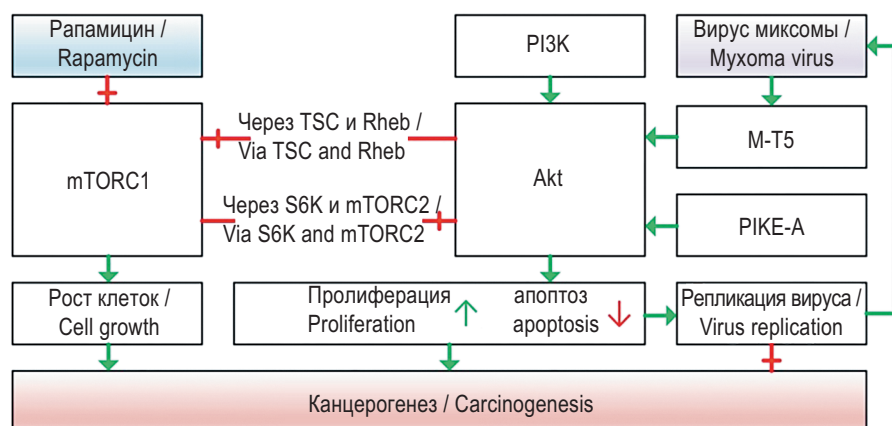 Рапамицин /
Rapamycin
PI3K
Вирус миксомы /
Myxoma virus
mTORC1
Через TSC и Rheb /
Via TSC and Rheb
Через S6K и mTORC2 /
Via S6K and mTORC2
Akt
M-T5
PIKE-A
Рост клеток /
Cell growth
Пролиферация
Proliferation
апоптоз
apoptosis
Репликация вируса /
Virus replication
Канцерогенез / Carcinogenesis